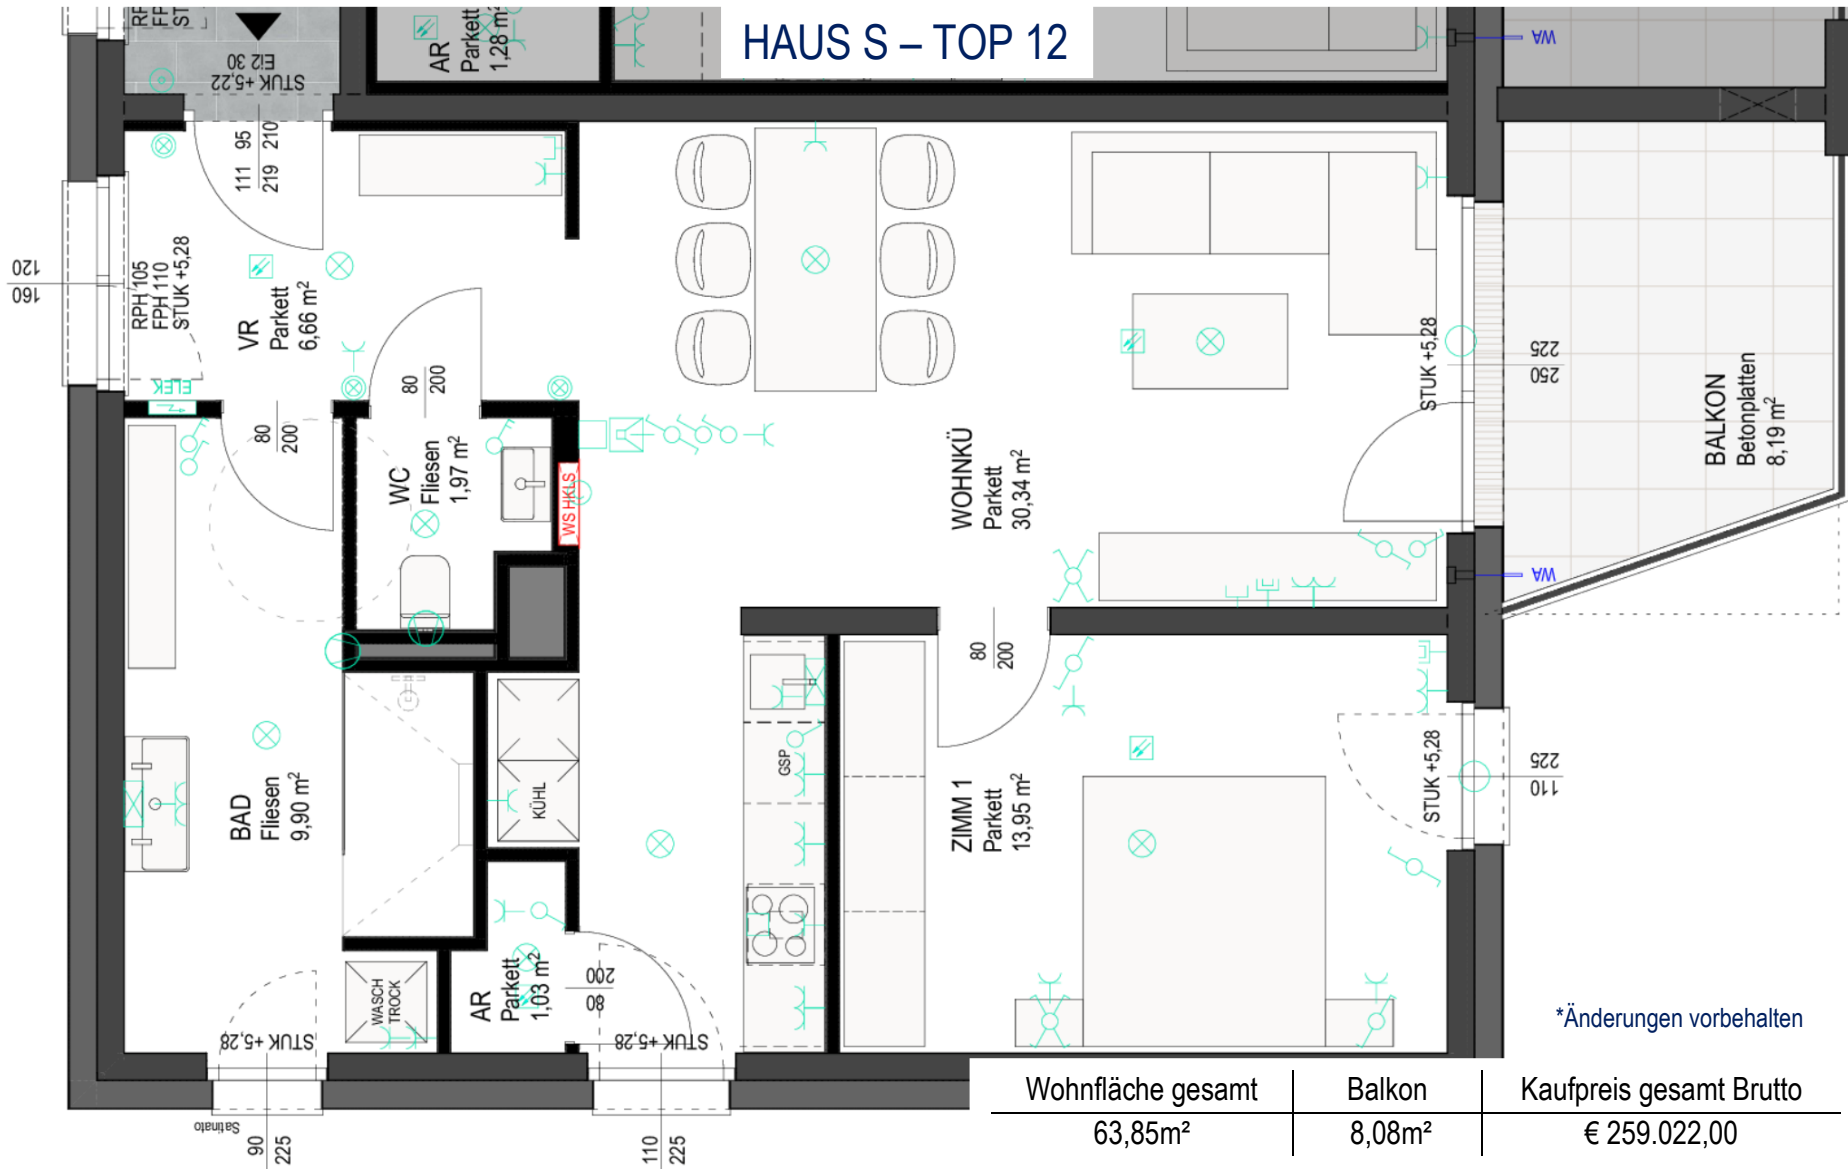 HAUS S – TOP 12
RF
FP
ST
Ei2 30
STUK +5,22
AR
Parkett
1,28 m²
WA
95
210
111
219
120
160
RPH 105
FPH 110
STUK +5,28
VR
Parkett
6,66 m²
ELEK
80
200
80
200
WC
Fliesen
1,97 m²
WS HKLS
WOHNKÜ
Parkett
30,34 m²
STUK +5,28
225
250
BALKON
Betonplatten
8,19 m²
WA
80
200
BAD
Fliesen
9,90 m²
KÜHL
GSP
ZIMM 1
Parkett
13,95 m²
STUK +5,28
225
110
WASCH
TROCK
AR
Parkett
1,03 m²
200
80
STUK +5,28
STUK +5,28
Satinato
90
225
110
225
*Änderungen vorbehalten
Wohnfläche gesamt Balkon Kaufpreis gesamt Brutto
63,85m² 8,08m² € 259.022,00